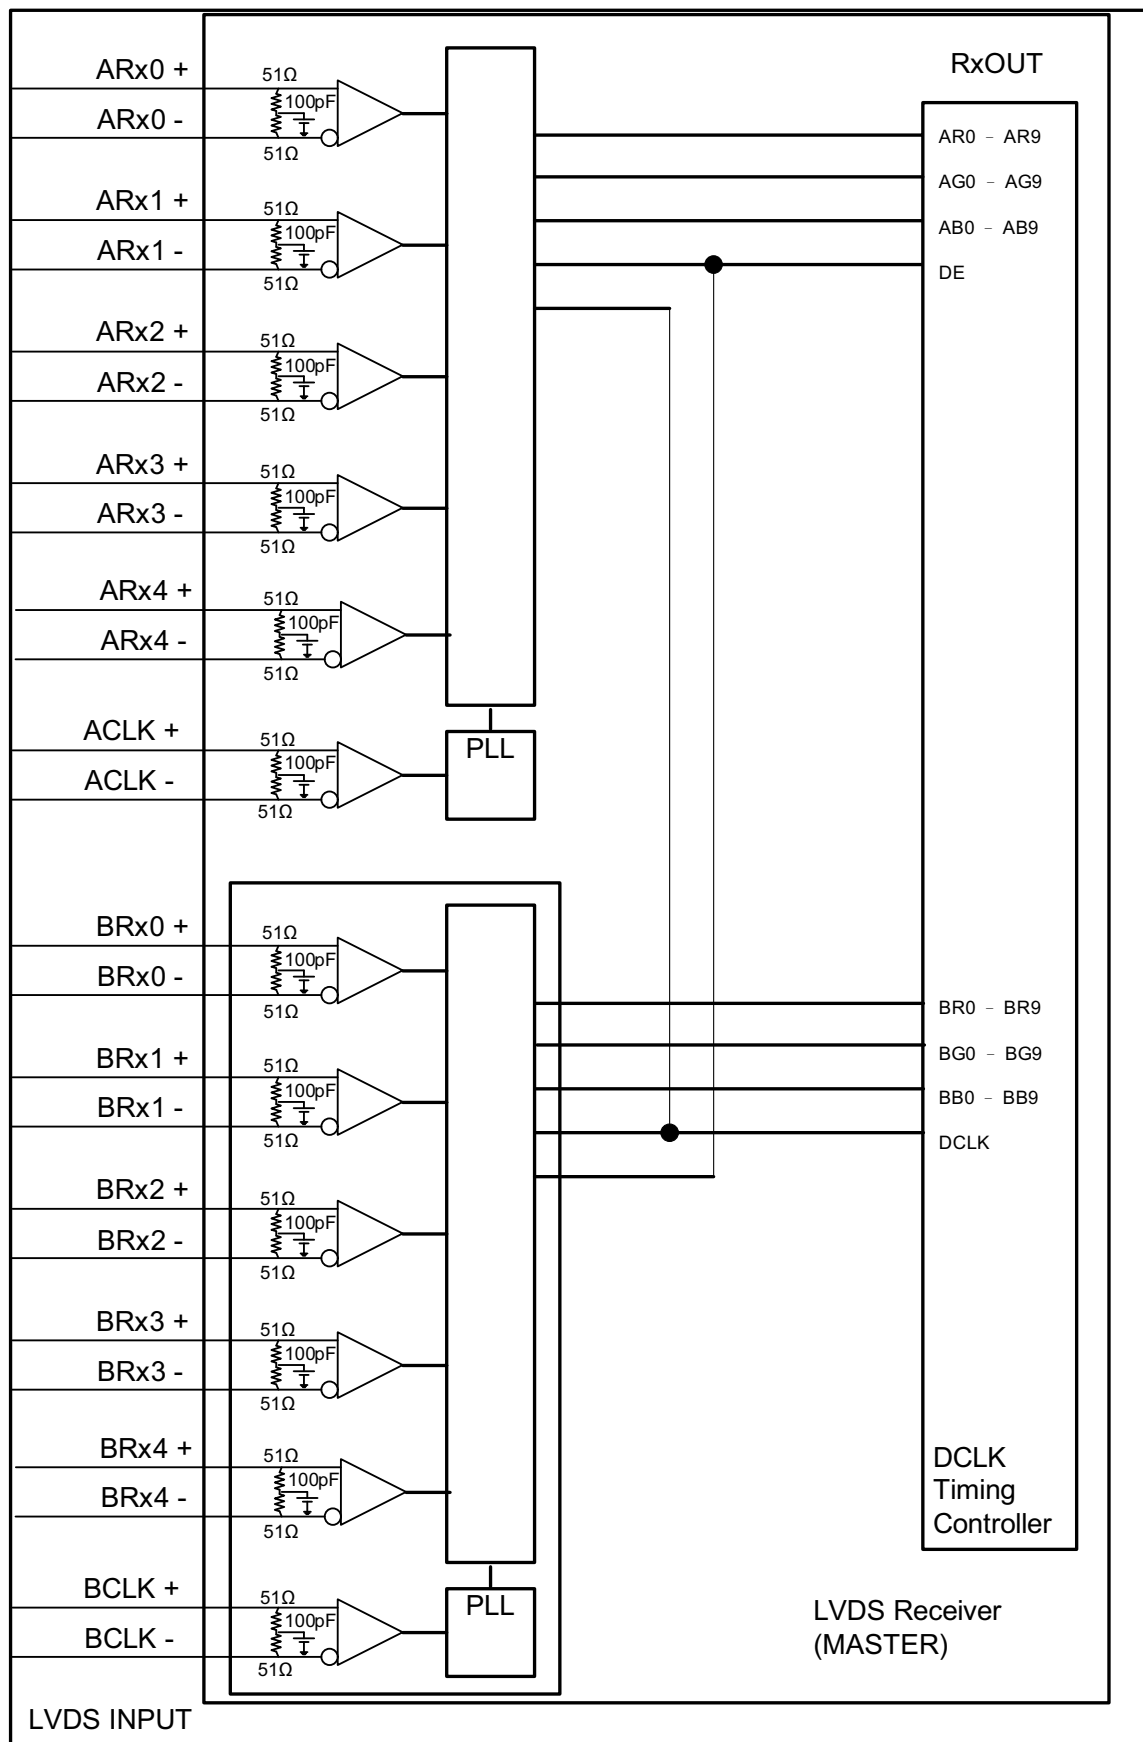 RxOUT
ARx0 +
51Ω
100pF
ARx0 -
51Ω
AR0 - AR9
AG0 - AG9
ARx1 +
51Ω
100pF
ARx1 -
51Ω
AB0 - AB9
DE
ARx2 +
51Ω
100pF
ARx2 -
51Ω
ARx3 +
51Ω
100pF
ARx3 -
51Ω
ARx4 +
51Ω
100pF
ARx4 -
51Ω
ACLK +
51Ω
PLL
100pF
ACLK -
51Ω
BRx0 +
51Ω
100pF
BRx0 -
51Ω
BR0 - BR9
BG0 - BG9
BRx1 +
51Ω
100pF
BB0 - BB9
BRx1 -
51Ω
DCLK
BRx2 +
51Ω
100pF
BRx2 -
51Ω
BRx3 +
51Ω
100pF
BRx3 -
51Ω
BRx4 +
51Ω
100pF
BRx4 -
51Ω
DCLK
Timing
Controller
BCLK +
51Ω
PLL
100pF
BCLK -
51Ω
LVDS Receiver
(MASTER)
LVDS INPUT